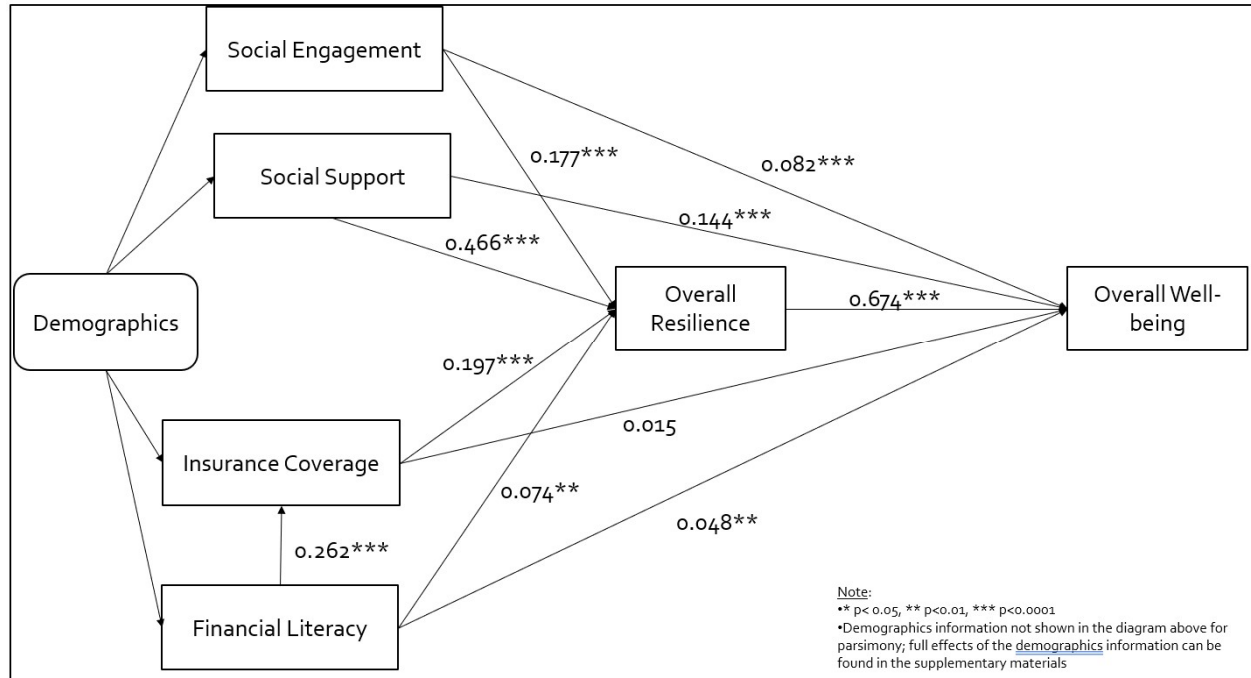 Social Engagement
0.177***
0.082***
Social Support
0.144***
0.466***
Overall
Resilience
0.674***
Overall Well-
being
Demographics
0.197***
0.015
Insurance Coverage
0.074**
0.048**
0.262***
Financial Literacy
Note:
•* p< 0.05, ** p<0.01, *** p<0.0001
•Demographics information not shown in the diagram above for
parsimony; full effects of the demographics information can be
found in the supplementary materials